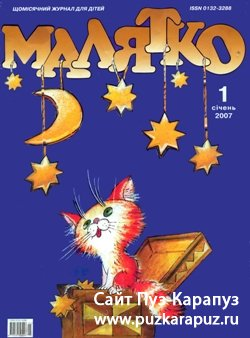 ЩОМІСЯЧНИЙ ЖУРНАЛ ДЛЯ ДІТЕЙ
ISSN 0132-3288
МАЛЯТКО
1
січень
2007
Сайт Пуз Карапуз
www.puzkarapuz.ru